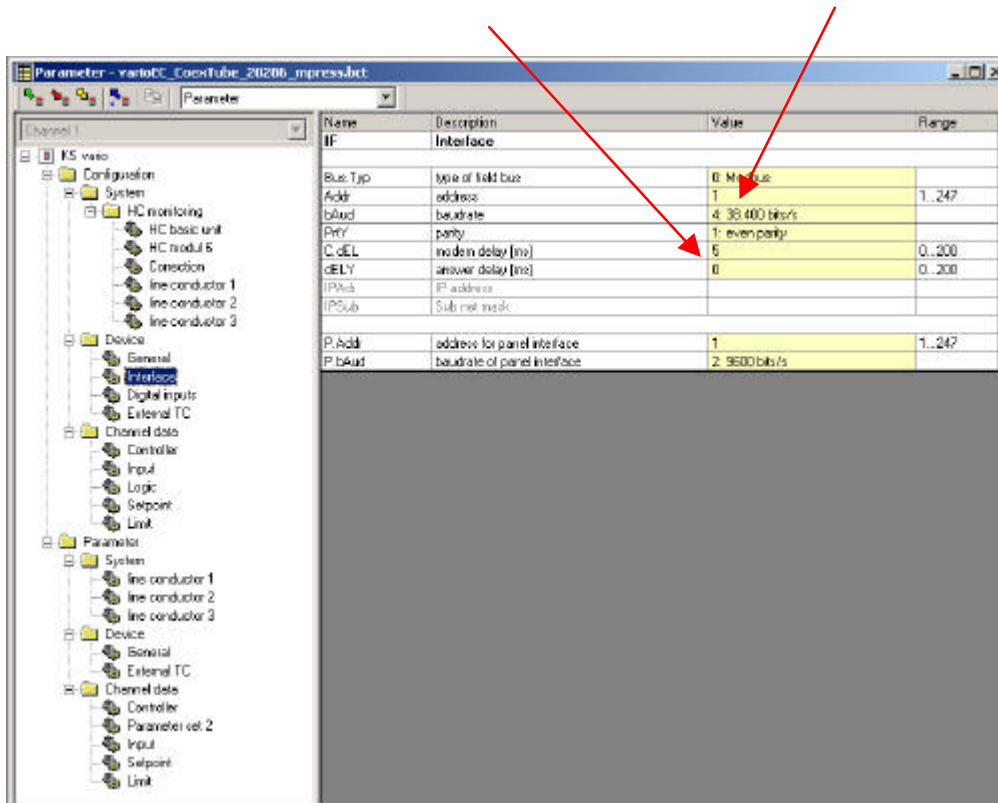 Parameter - varioEC_CoexTube_20206_mpress.bct
Parameter
Channel 1
KS vario
Configuration
System
HC monitoring
HC basic unit
HC modul 6
Connection
line conductor 1
line conductor 2
line conductor 3
Device
General
Interface
Digital inputs
External TC
Channel data
Controller
Input
Logic
Setpoint
Limit
Parameter
System
line conductor 1
line conductor 2
line conductor 3
Device
General
External TC
Channel data
Controller
Parameter set 2
Input
Setpoint
Limit
Name Description Value Range
IF Interface
Bus.Typ type of field bus 0: Modbus
Addr address 1 1...247
bAud baudrate 4: 38.400 bits/s
PrtY parity 1: even parity
C.dEL modem delay [ms] 5 0...200
dELY answer delay [ms] 0 0...200
IPAdr IP address
IPSub Sub net mask
P.Addr address for panel interface 1 1...247
P.bAud baudrate of panel interface 2: 9600 bits/s